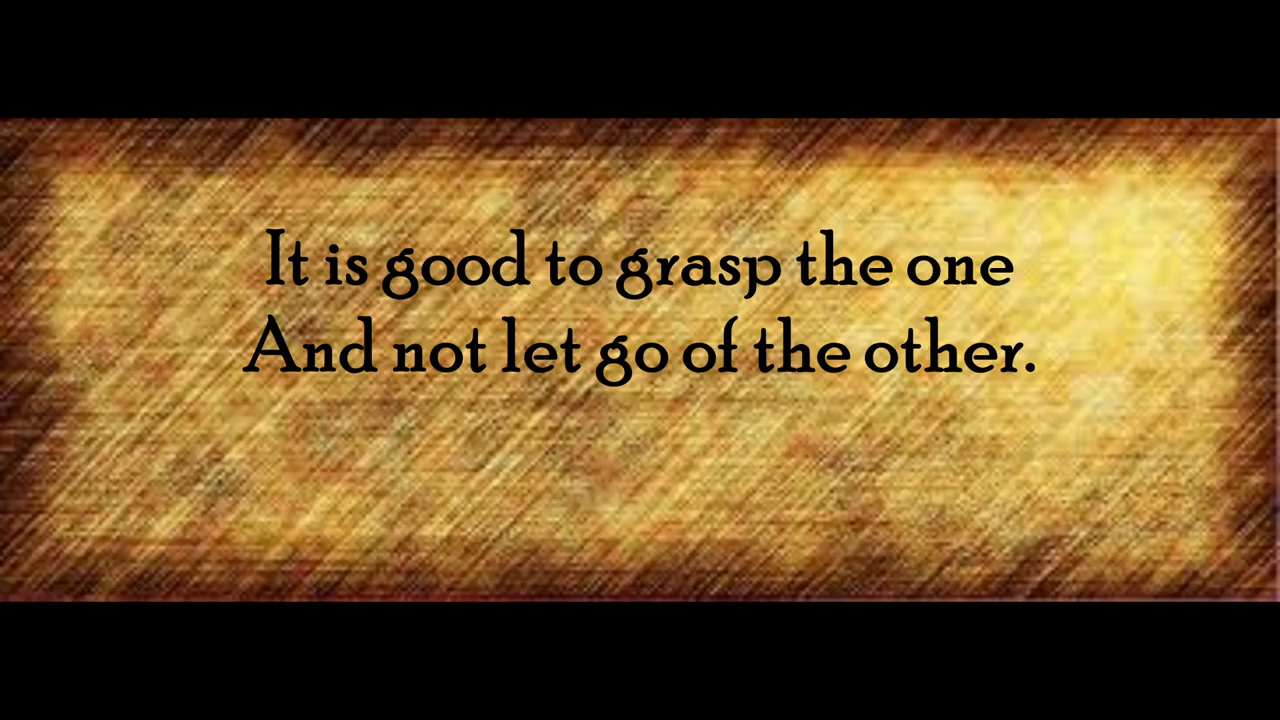 It is good to grasp the one
And not let go of the other.